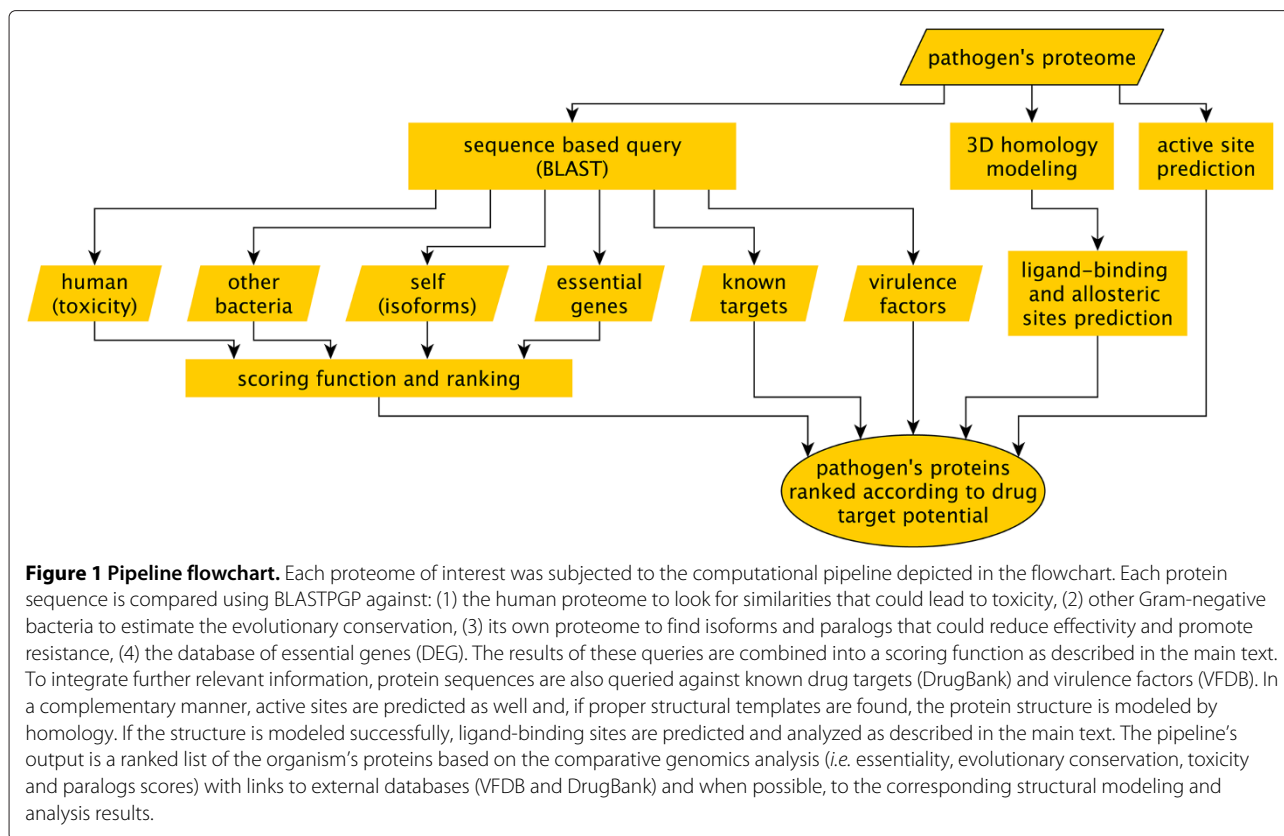 pathogen's proteome
sequence based query
(BLAST)
3D homology
modeling
active site
prediction
human
(toxicity)
other
bacteria
self
(isoforms)
essential
genes
known
targets
virulence
factors
ligand-binding
and allosteric
sites prediction
scoring function and ranking
pathogen's proteins
ranked according to drug
target potential
Figure 1 Pipeline flowchart. Each proteome of interest was subjected to the computational pipeline depicted in the flowchart. Each protein
sequence is compared using BLASTPGP against: (1) the human proteome to look for similarities that could lead to toxicity, (2) other Gram-negative
bacteria to estimate the evolutionary conservation, (3) its own proteome to find isoforms and paralogs that could reduce effectivity and promote
resistance, (4) the database of essential genes (DEG). The results of these queries are combined into a scoring function as described in the main text.
To integrate further relevant information, protein sequences are also queried against known drug targets (DrugBank) and virulence factors (VFDB). In
a complementary manner, active sites are predicted as well and, if proper structural templates are found, the protein structure is modeled by
homology. If the structure is modeled successfully, ligand-binding sites are predicted and analyzed as described in the main text. The pipeline's
output is a ranked list of the organism's proteins based on the comparative genomics analysis (i.e. essentiality, evolutionary conservation, toxicity
and paralogs scores) with links to external databases (VFDB and DrugBank) and when possible, to the corresponding structural modeling and
analysis results.